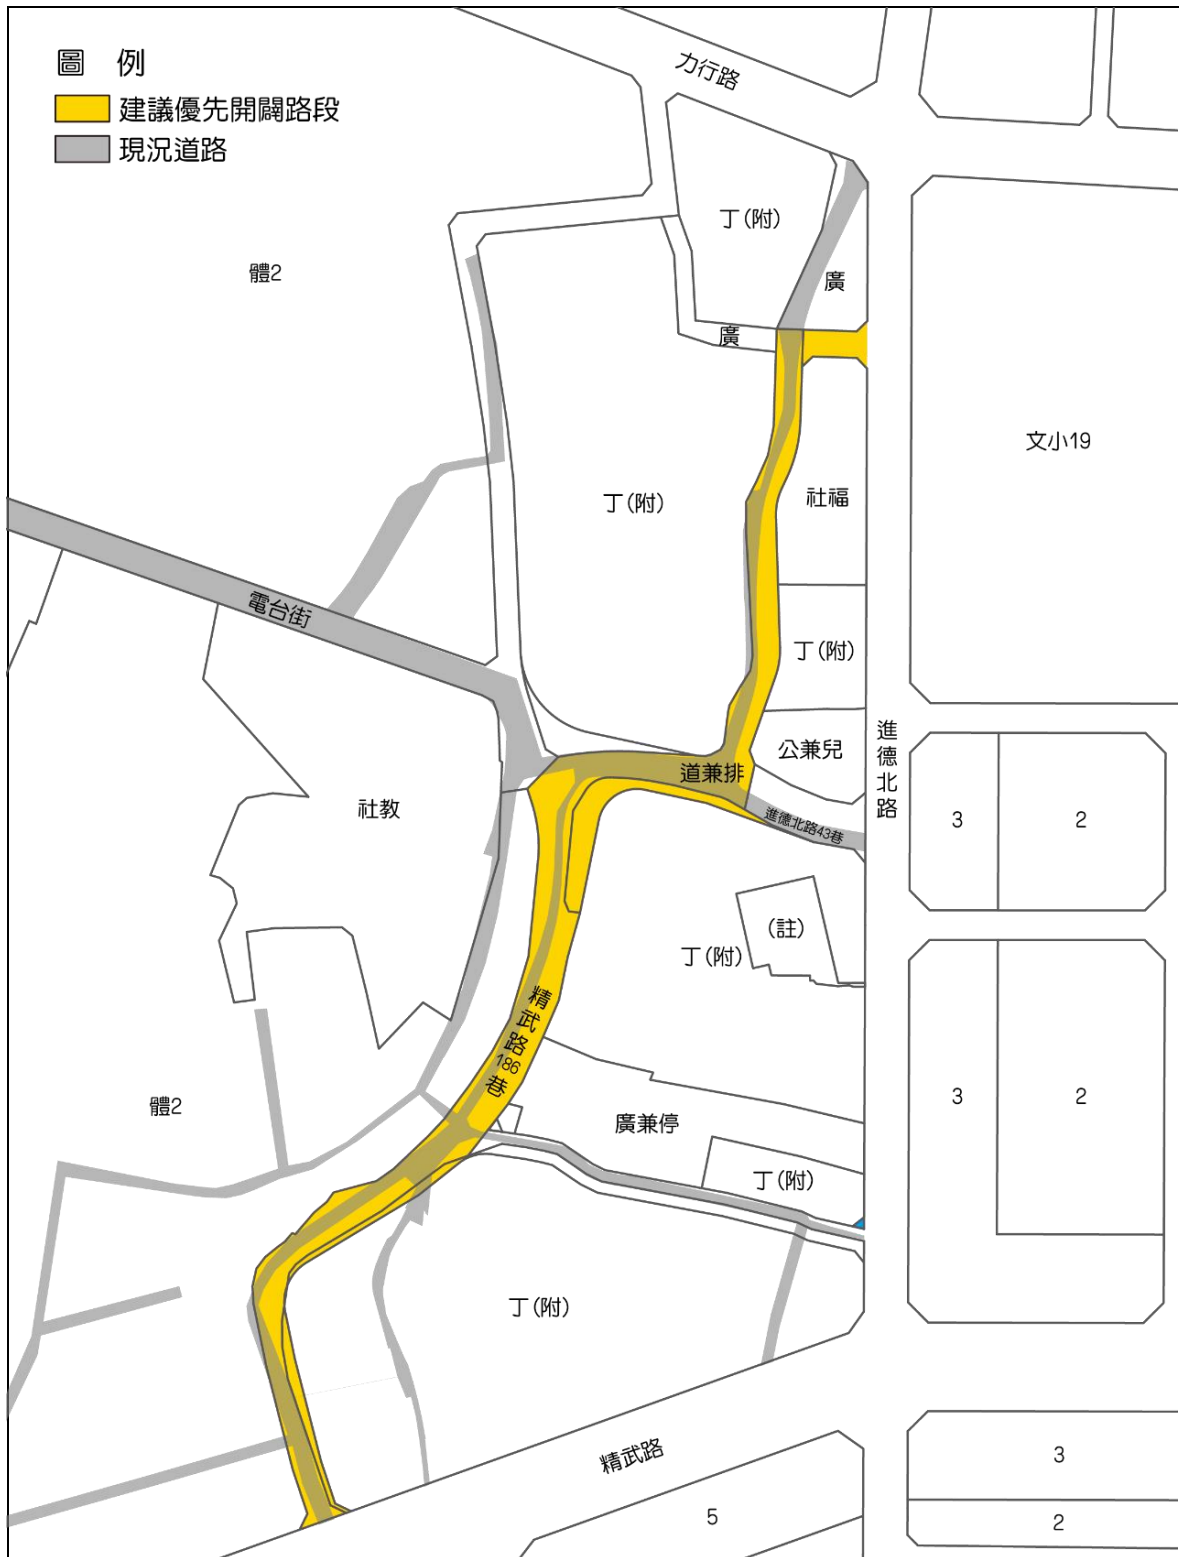 圖 例
建議優先開闢路段
現況道路
力行路
丁(附)
體2
廣
廣
文小19
丁(附)
社福
電台街
丁(附)
進德北路
公兼兒
道兼排
社教
進德北路43巷
3
2
(註)
丁(附)
精武路186巷
體2
廣兼停
3
2
丁(附)
丁(附)
精武路
3
5
2